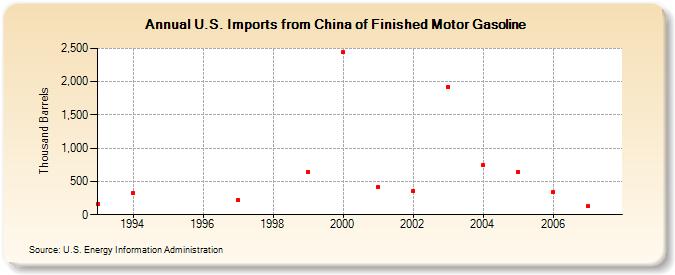 Annual U.S. Imports from China of Finished Motor Gasoline
Thousand Barrels
2,500
2,000
1,500
1,000
500
0
1994 1996 1998 2000 2002 2004 2006
Source: U.S. Energy Information Administration